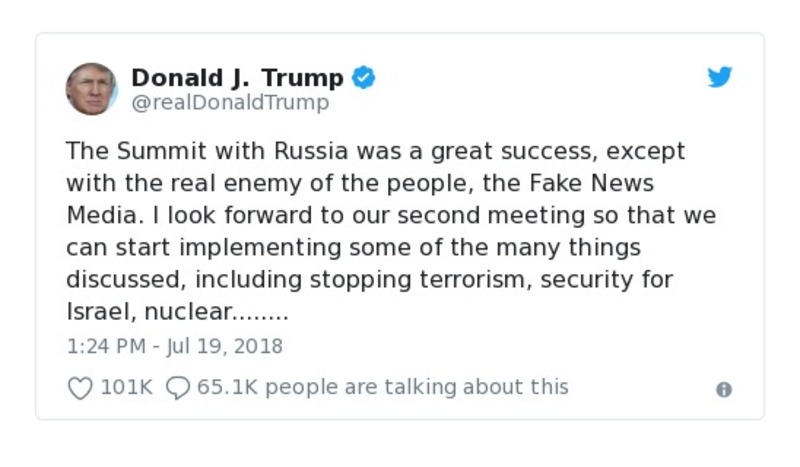 Donald J. Trump
@realDonaldTrump
The Summit with Russia was a great success, except
with the real enemy of the people, the Fake News
Media. I look forward to our second meeting so that we
can start implementing some of the many things
discussed, including stopping terrorism, security for
Israel, nuclear........
1:24 PM - Jul 19, 2018
101K 65.1K people are talking about this